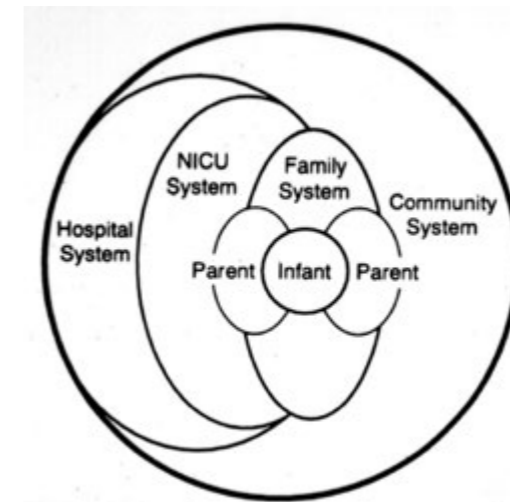 NICU
System
Family
System
Community
System
Hospital
System
Parent
Infant
Parent